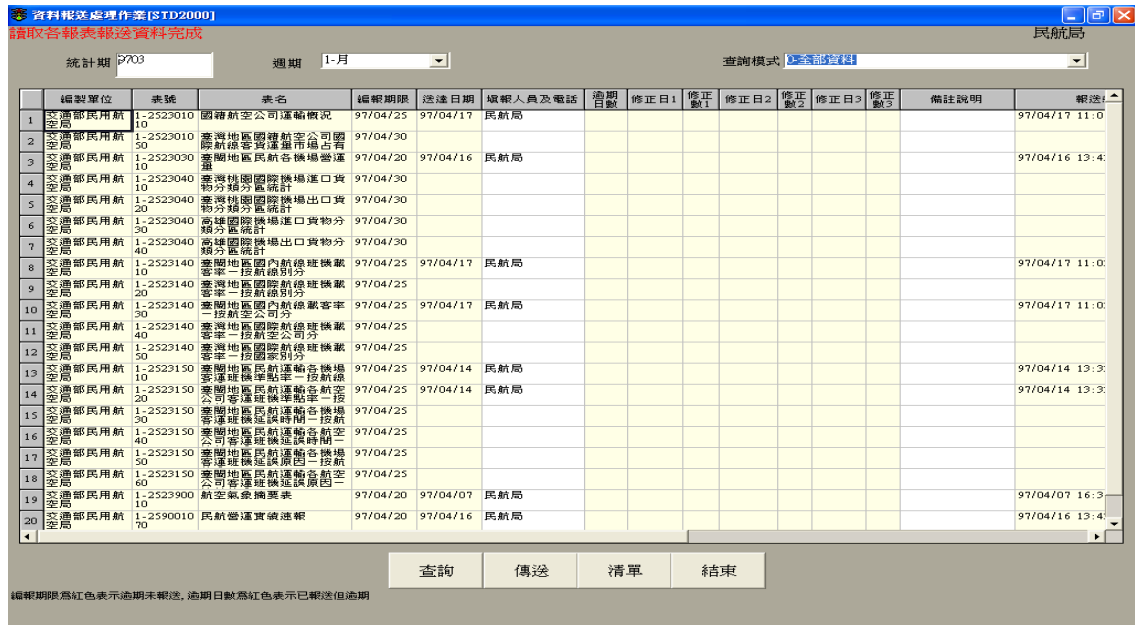 資料報送處理作業[STD2000]
讀取各報表報送資料完成 民航局
統計期 9703 週期 1-月 查詢模式 0-全部資料
編製單位 表號 表名 編報期限 送達日期 填報人員及電話 逾期日數 修正日1 修正數1 修正日2 修正數2 修正日3 修正數3 備註說明 報送
1 交通部民用航空局 1-252301010 國籍航空公司運輸概況 97/04/25 97/04/17 民航局 97/04/17 11:0
2 交通部民用航空局 1-252301050 臺灣地區國籍航空公司國際航線客貨運量市場占有 97/04/30
3 交通部民用航空局 1-252303010 臺閩地區民航各機場營運量 97/04/20 97/04/16 民航局 97/04/16 13:4
4 交通部民用航空局 1-252304010 臺灣桃園國際機場進口貨物分類分區統計 97/04/30
5 交通部民用航空局 1-252304020 臺灣桃園國際機場出口貨物分類分區統計 97/04/30
6 交通部民用航空局 1-252304030 高雄國際機場進口貨物分類分區統計 97/04/30
7 交通部民用航空局 1-252304040 高雄國際機場出口貨物分類分區統計 97/04/30
8 交通部民用航空局 1-252314010 臺閩地區國內航線班機載客率－按航線別分 97/04/25 97/04/17 民航局 97/04/17 11:0
9 交通部民用航空局 1-252314020 臺灣地區國際航線班機載客率－按航線別分 97/04/25
10 交通部民用航空局 1-252314030 臺閩地區國內航線載客率－按航空公司分 97/04/25 97/04/17 民航局 97/04/17 11:0
11 交通部民用航空局 1-252314040 臺灣地區國際航線班機載客率－按航空公司分 97/04/25
12 交通部民用航空局 1-252314050 臺灣地區國際航線班機載客率－按國家別分 97/04/25
13 交通部民用航空局 1-252315010 臺閩地區民航運輸各機場客運班機準點率－按航線 97/04/25 97/04/14 民航局 97/04/14 13:3
14 交通部民用航空局 1-252315020 臺閩地區民航運輸各航空公司客運班機準點率－按 97/04/25 97/04/14 民航局 97/04/14 13:3
15 交通部民用航空局 1-252315030 臺閩地區民航運輸各機場客運班機延誤時間－按航 97/04/25
16 交通部民用航空局 1-252315040 臺閩地區民航運輸各航空公司客運班機延誤時間－ 97/04/25
17 交通部民用航空局 1-252315050 臺閩地區民航運輸各機場客運班機延誤原因－按航 97/04/25
18 交通部民用航空局 1-252315060 臺閩地區民航運輸各航空公司客運班機延誤原因－ 97/04/25
19 交通部民用航空局 1-252390010 航空氣象摘要表 97/04/20 97/04/07 民航局 97/04/07 16:3
20 交通部民用航空局 1-259001070 民航營運實績速報 97/04/20 97/04/16 民航局 97/04/16 13:4
查詢 傳送 清單 結束
編報期限為紅色表示逾期未報送, 逾期日數為紅色表示已報送但逾期